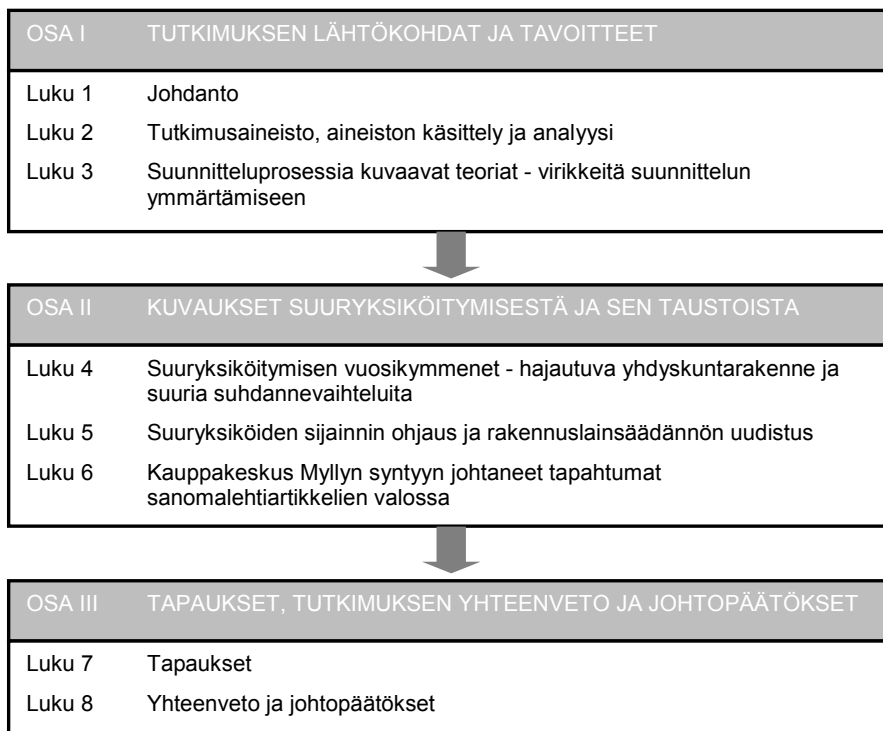 OSA I TUTKIMUKSEN LÄHTÖKOHDAT JA TAVOITTEET
Luku 1 Johdanto
Luku 2 Tutkimusaineisto, aineiston käsittely ja analyysi
Luku 3 Suunnitteluprosessia kuvaavat teoriat - virikkeitä suunnittelun
ymmärtämiseen
OSA II KUVAUKSET SUURYKSIKÖITYMISESTÄ JA SEN TAUSTOISTA
Luku 4 Suuryksiköitymisen vuosikymmenet - hajautuva yhdyskuntarakenne ja
suuria suhdannevaihteluita
Luku 5 Suuryksiköiden sijainnin ohjaus ja rakennuslainsäädännön uudistus
Luku 6 Kauppakeskus Myllyn syntyyn johtaneet tapahtumat
sanomalehtiartikkelien valossa
OSA III TAPAUKSET, TUTKIMUKSEN YHTEENVETO JA JOHTOPÄÄTÖKSET
Luku 7 Tapaukset
Luku 8 Yhteenveto ja johtopäätökset